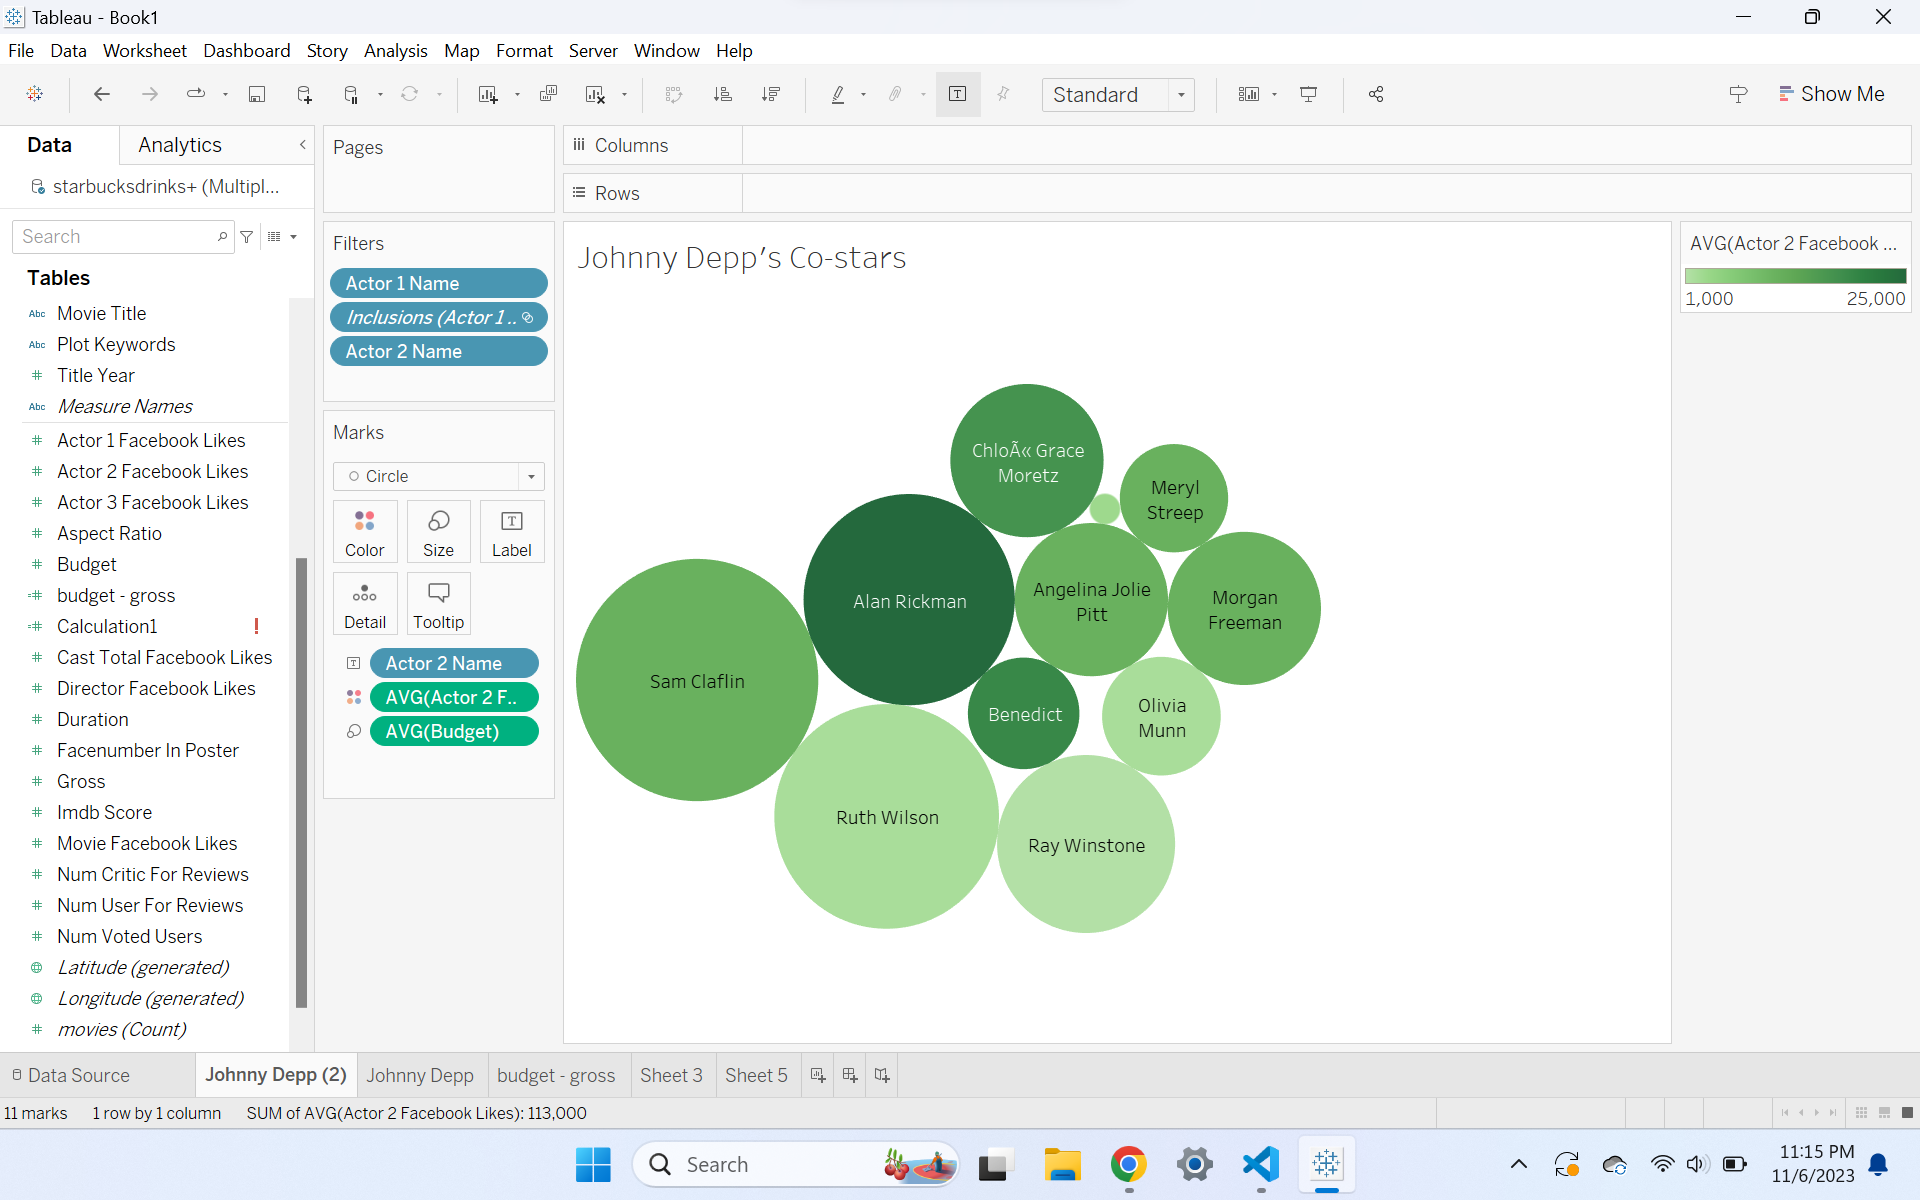 Tableau - Book1
File Data Worksheet Dashboard Story Analysis Map Format Server Window Help
Standard
Show Me
Data
Analytics
starbucksdrinks+ (Multipl...
Search
Tables
Abc Movie Title
Abc Plot Keywords
# Title Year
Abc Measure Names
# Actor 1 Facebook Likes
# Actor 2 Facebook Likes
# Actor 3 Facebook Likes
# Aspect Ratio
# Budget
=# budget - gross
=# Calculation1 !
# Cast Total Facebook Likes
# Director Facebook Likes
# Duration
# Facenumber In Poster
# Gross
# Imdb Score
# Movie Facebook Likes
# Num Critic For Reviews
# Num User For Reviews
# Num Voted Users
Latitude (generated)
Longitude (generated)
# movies (Count)
Pages
Filters
Actor 1 Name
Inclusions (Actor 1 ..
Actor 2 Name
Marks
Circle
Color
Size
Label
Detail
Tooltip
Actor 2 Name
AVG(Actor 2 F..
AVG(Budget)
Columns
Rows
Johnny Depp's Co-stars
ChloÃ« Grace
Moretz
Meryl
Streep
Alan Rickman
Angelina Jolie
Pitt
Morgan
Freeman
Sam Claflin
Benedict
Olivia
Munn
Ruth Wilson
Ray Winstone
AVG(Actor 2 Facebook ...
1,000
25,000
Data Source
Johnny Depp (2)
Johnny Depp
budget - gross
Sheet 3
Sheet 5
11 marks
1 row by 1 column
SUM of AVG(Actor 2 Facebook Likes): 113,000
Search
11:15 PM
11/6/2023